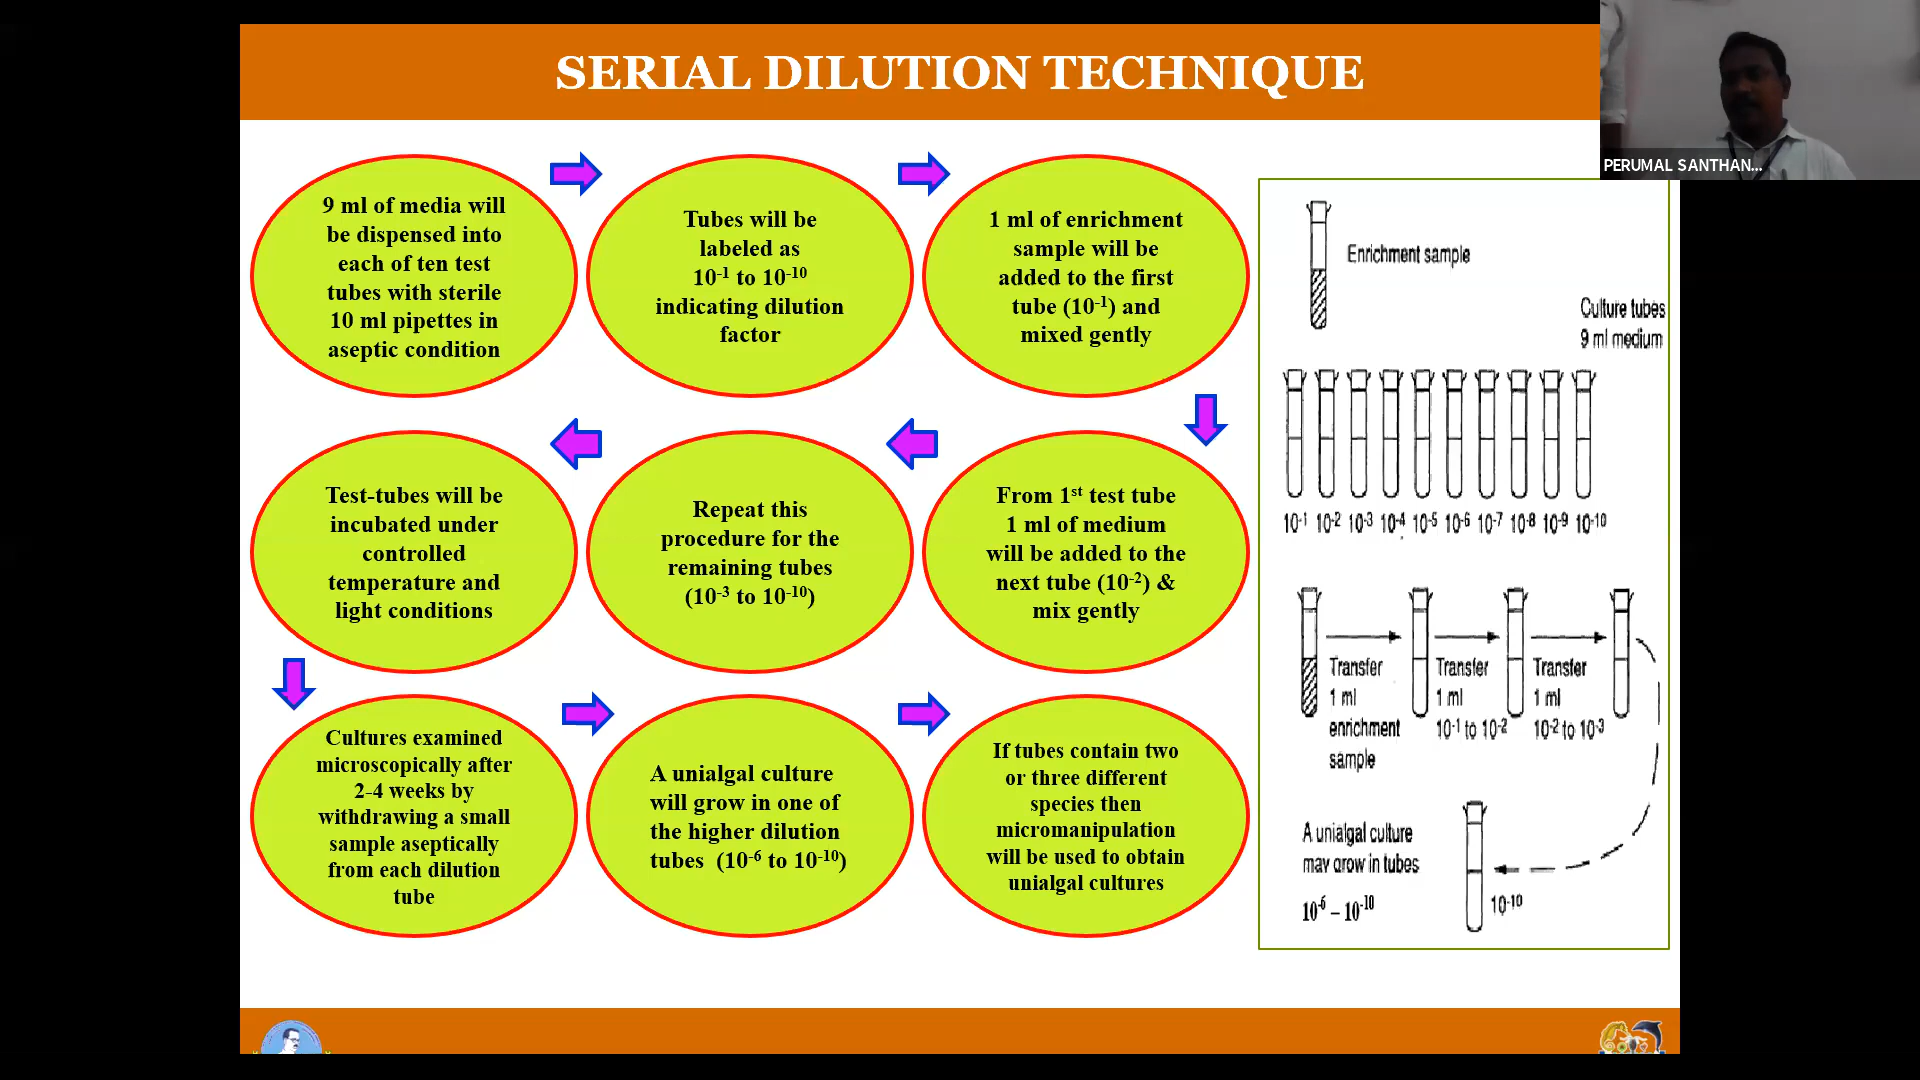 SERIAL DILUTION TECHNIQUE
PERUMAL SANTHAN...
9 ml of media will
be dispensed into
each of ten test
tubes with sterile
10 ml pipettes in
aseptic condition
Tubes will be
labeled as
10⁻¹ to 10⁻¹⁰
indicating dilution
factor
1 ml of enrichment
sample will be
added to the first
tube (10⁻¹) and
mixed gently
From 1ˢᵗ test tube
1 ml of medium
will be added to the
next tube (10⁻²) &
mix gently
Repeat this
procedure for the
remaining tubes
(10⁻³ to 10⁻¹⁰)
Test-tubes will be
incubated under
controlled
temperature and
light conditions
Cultures examined
microscopically after
2-4 weeks by
withdrawing a small
sample aseptically
from each dilution
tube
A unialgal culture
will grow in one of
the higher dilution
tubes (10⁻⁶ to 10⁻¹⁰)
If tubes contain two
or three different
species then
micromanipulation
will be used to obtain
unialgal cultures
Enrichment sample
Culture tubes
9 ml medium
10⁻¹ 10⁻² 10⁻³ 10⁻⁴ 10⁻⁵ 10⁻⁶ 10⁻⁷ 10⁻⁸ 10⁻⁹ 10⁻¹⁰
Transfer
1 ml
enrichment
sample
Transfer
1 ml
10⁻¹ to 10⁻²
Transfer
1 ml
10⁻² to 10⁻³
A unialgal culture
may grow in tubes
10⁻⁶ – 10⁻¹⁰
10⁻¹⁰